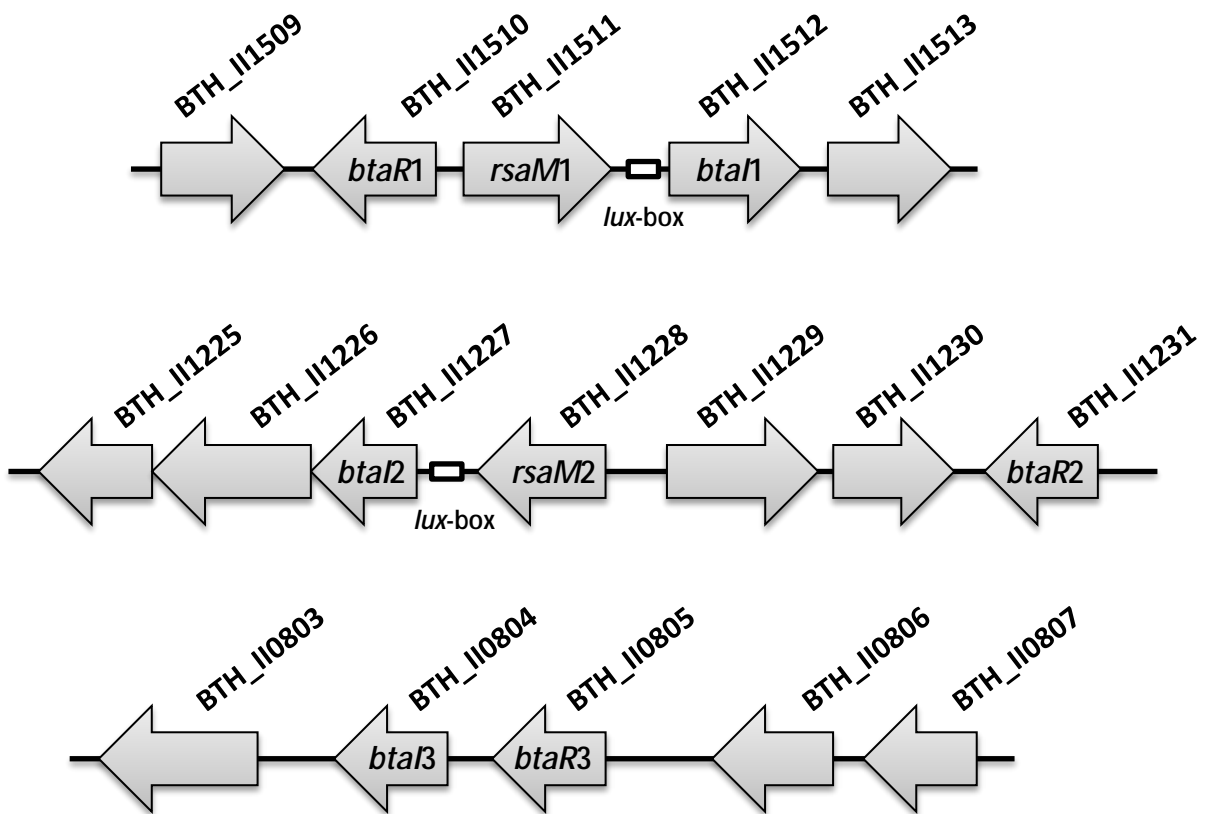 BTH_II1509
BTH_II1510
BTH_II1511
BTH_II1512
BTH_II1513
btaR1
rsaM1
btaI1
lux-box
BTH_II1225
BTH_II1226
BTH_II1227
BTH_II1228
BTH_II1229
BTH_II1230
BTH_II1231
btaI2
rsaM2
btaR2
lux-box
BTH_II0803
BTH_II0804
BTH_II0805
BTH_II0806
BTH_II0807
btaI3
btaR3